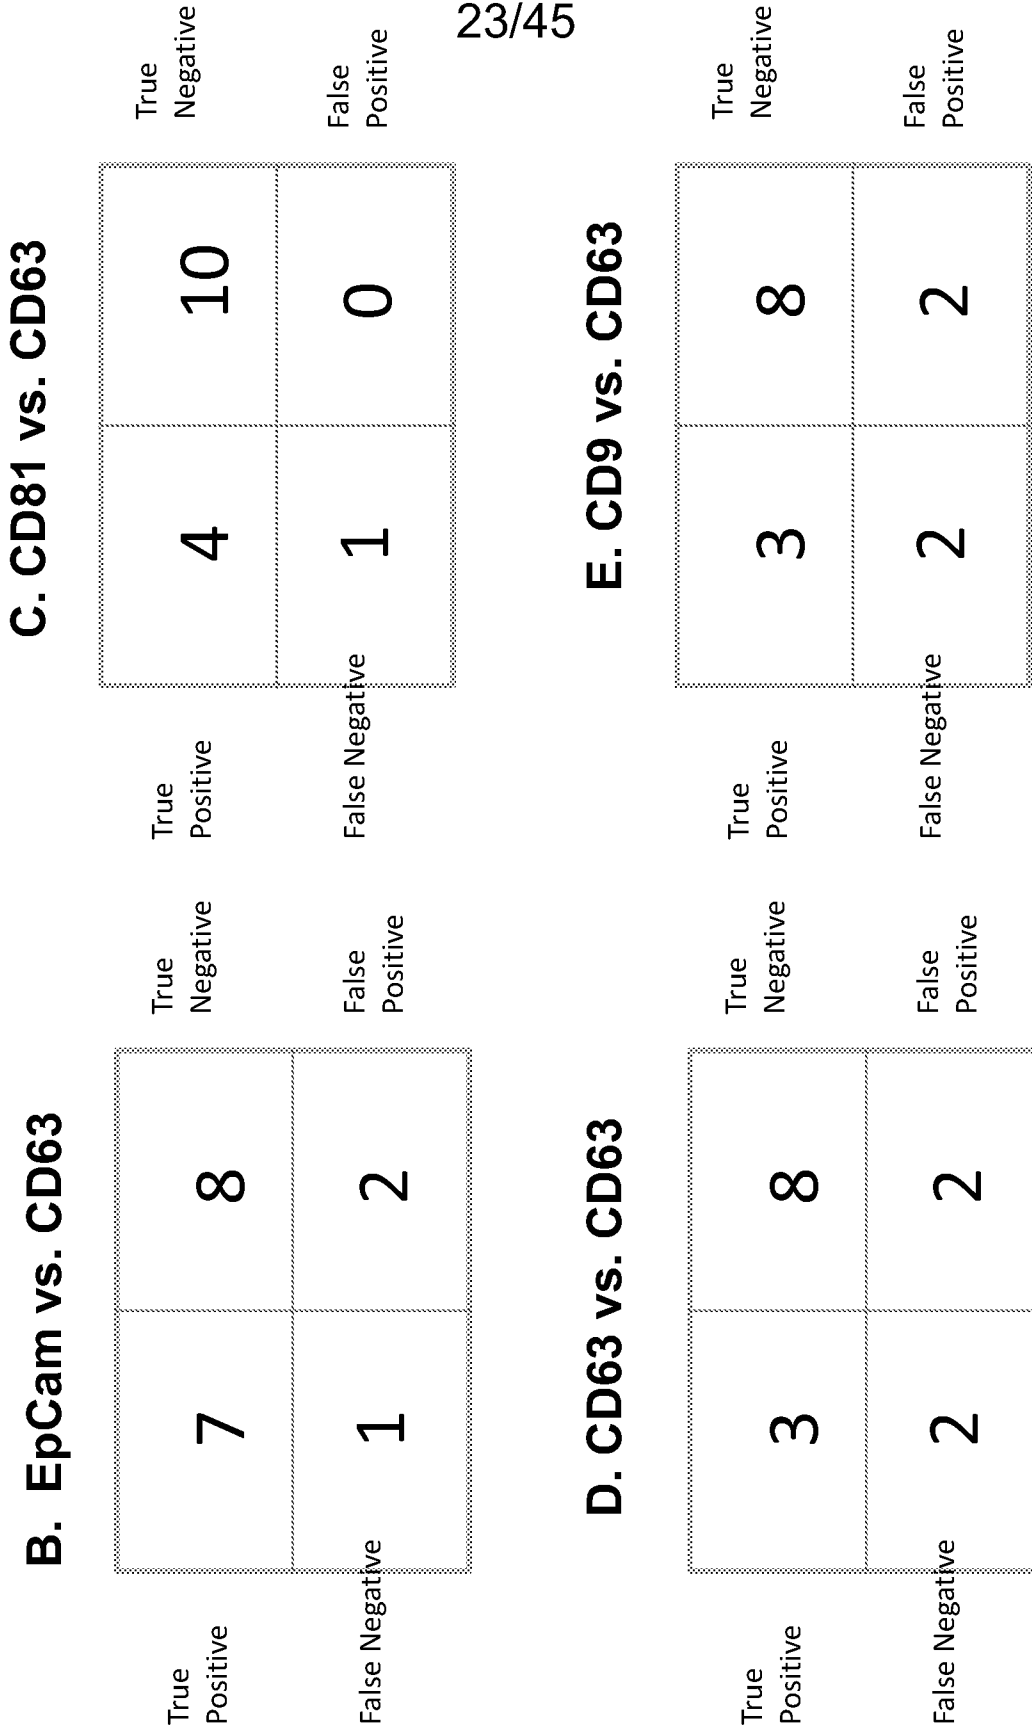 23/45
B. EpCam vs. CD63
True
Positive
7
8
True
Negative
False Negative
1
2
False
Positive
C. CD81 vs. CD63
True
Positive
4
10
True
Negative
False Negative
1
0
False
Positive
D. CD63 vs. CD63
True
Positive
3
8
True
Negative
False Negative
2
2
False
Positive
E. CD9 vs. CD63
True
Positive
3
8
True
Negative
False Negative
2
2
False
Positive